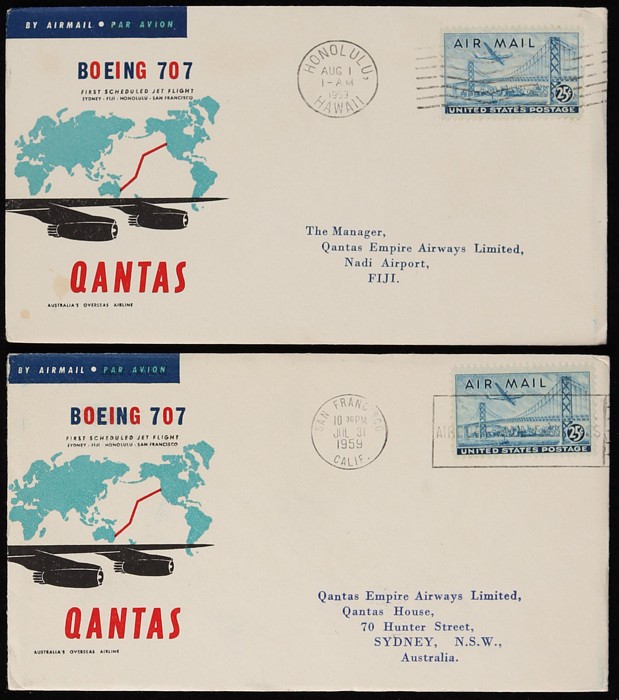 BY AIRMAIL • PAR AVION
BOEING 707
FIRST SCHEDULED JET FLIGHT
SYDNEY - FIJI - HONOLULU - SAN FRANCISCO
QANTAS
AUSTRALIA'S OVERSEAS AIRLINE
HONOLULU,
AUG 1
1 - AM
1959
HAWAII
AIR MAIL
25¢
UNITED STATES POSTAGE
The Manager,
Qantas Empire Airways Limited,
Nadi Airport,
FIJI.
BY AIRMAIL • PAR AVION
BOEING 707
FIRST SCHEDULED JET FLIGHT
SYDNEY - FIJI - HONOLULU - SAN FRANCISCO
QANTAS
AUSTRALIA'S OVERSEAS AIRLINE
SAN FRANCISCO
JUL 31
1959
CALIF.
AIR MAIL
25¢
UNITED STATES POSTAGE
Qantas Empire Airways Limited,
Qantas House,
70 Hunter Street,
SYDNEY, N.S.W.,
Australia.